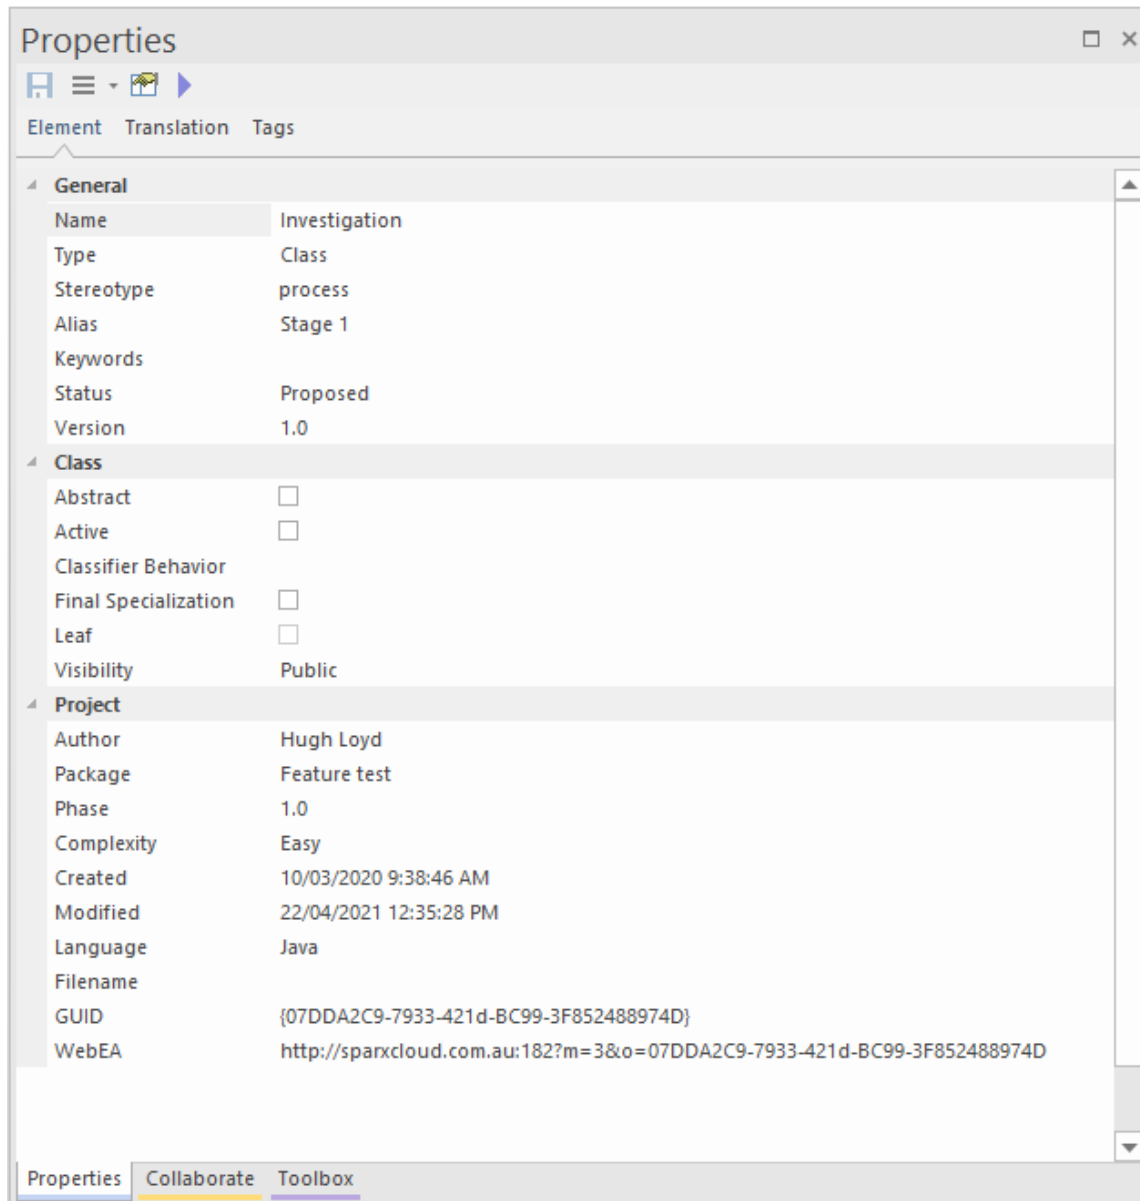 Properties
Element Translation Tags
General
Name Investigation
Type Class
Stereotype process
Alias Stage 1
Keywords
Status Proposed
Version 1.0
Class
Abstract
Active
Classifier Behavior
Final Specialization
Leaf
Visibility Public
Project
Author Hugh Loyd
Package Feature test
Phase 1.0
Complexity Easy
Created 10/03/2020 9:38:46 AM
Modified 22/04/2021 12:35:28 PM
Language Java
Filename
GUID {07DDA2C9-7933-421d-BC99-3F852488974D}
WebEA http://sparxcloud.com.au:182?m=3&o=07DDA2C9-7933-421d-BC99-3F852488974D
Properties Collaborate Toolbox